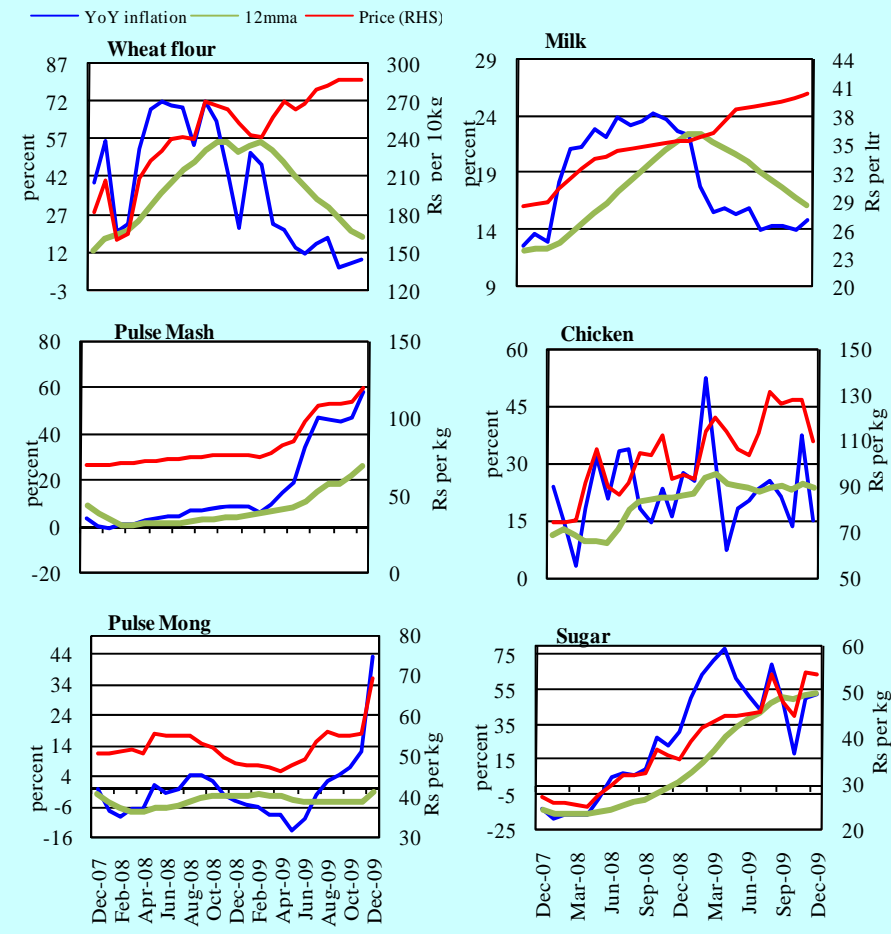 YoY inflation 12mma Price (RHS)
Wheat flour
87
72
57
42
27
12
-3
percent
300
270
240
210
180
150
120
Rs per 10kg
Milk
29
24
19
14
9
percent
44
41
38
35
32
29
26
23
20
Rs per ltr
Pulse Mash
80
60
40
20
0
-20
percent
150
100
50
0
Rs per kg
Chicken
60
45
30
15
0
percent
150
130
110
90
70
50
Rs per kg
Pulse Mong
44
34
24
14
4
-6
-16
percent
80
70
60
50
40
30
Rs per kg
Dec-07
Feb-08
Apr-08
Jun-08
Aug-08
Oct-08
Dec-08
Feb-09
Apr-09
Jun-09
Aug-09
Oct-09
Dec-09
Sugar
75
55
35
15
-5
-25
percent
60
50
40
30
20
Rs per kg
Dec-07
Mar-08
Jun-08
Sep-08
Dec-08
Mar-09
Jun-09
Sep-09
Dec-09